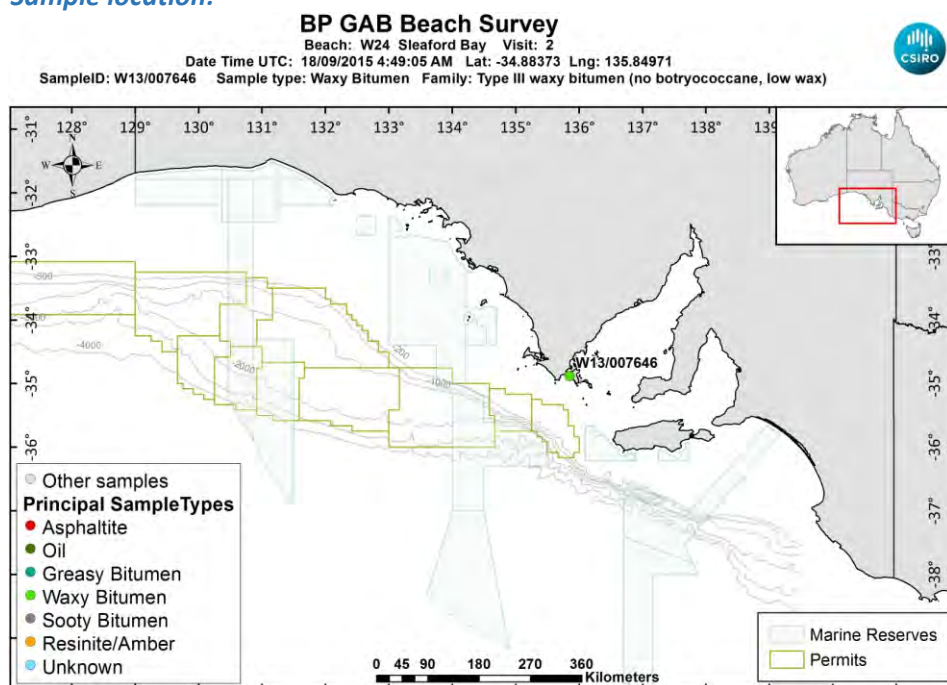 Sample location:
BP GAB Beach Survey
Beach: W24 Sleaford Bay Visit: 2
Date Time UTC: 18/09/2015 4:49:05 AM Lat: -34.88373 Lng: 135.84971
SampleID: W13/007646 Sample type: Waxy Bitumen Family: Type III waxy bitumen (no botryococcane, low wax)
CSIRO
128° 129° 130° 131° 132° 133° 134° 135° 136° 137° 138° 139
N
W E
S
-31° -31°
-32°
-33° -33°
-34° -34°
-35° -35°
-36° -36°
-37°
-38°
-4000
-2000
-200
-1000
W13/007646
Other samples
Principal SampleTypes
Asphaltite
Oil
Greasy Bitumen
Waxy Bitumen
Sooty Bitumen
Resinite/Amber
Unknown
0 45 90 180 270 360
Kilometers
Marine Reserves
Permits